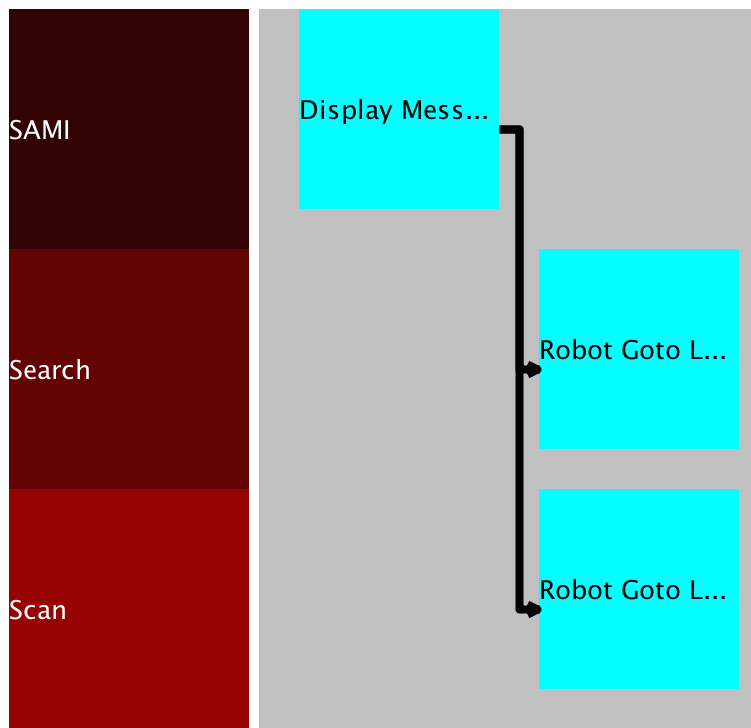 SAMI
Display Mess...
Search
Robot Goto L...
Scan
Robot Goto L...